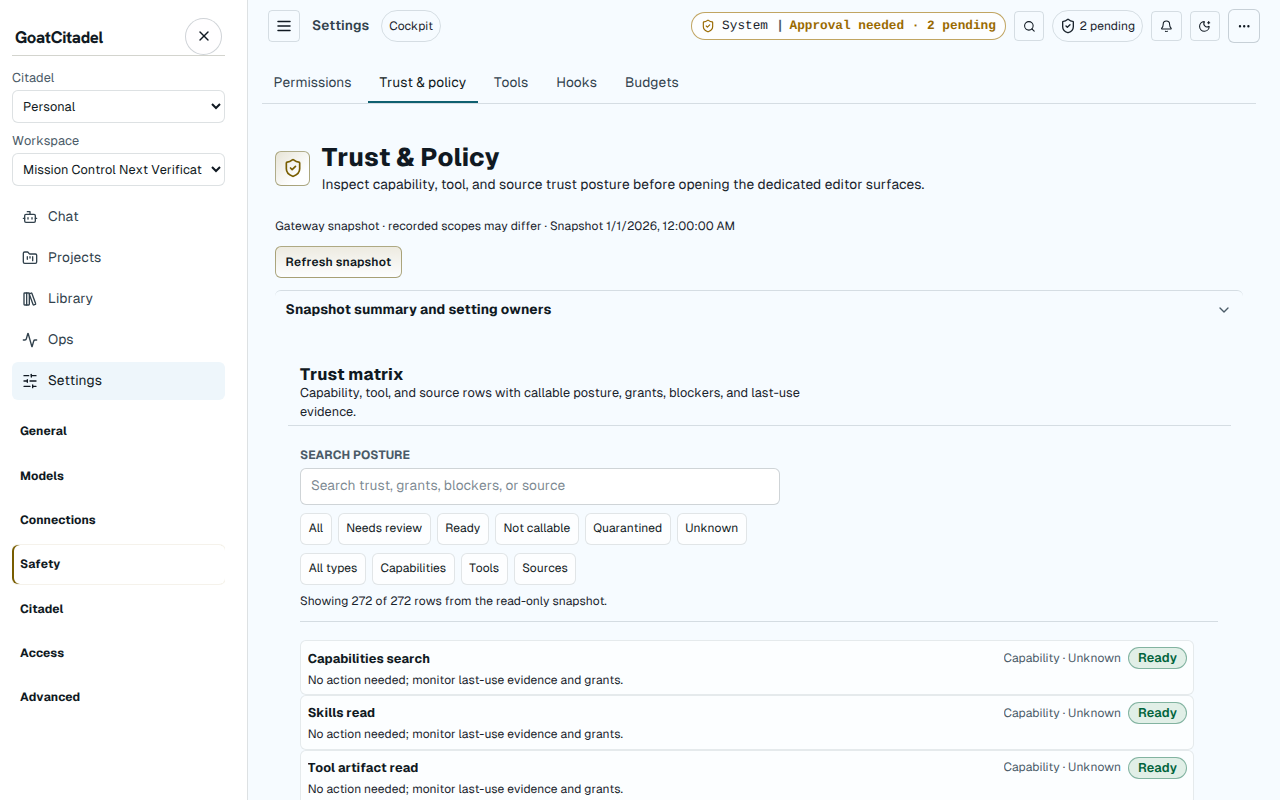 GoatCitadel
Citadel
Personal
Workspace
Mission Control Next Verificat
Chat
Projects
Library
Ops
Settings
General
Models
Connections
Safety
Citadel
Access
Advanced
Settings
Cockpit
System | Approval needed · 2 pending
2 pending
Permissions
Trust & policy
Tools
Hooks
Budgets
Trust & Policy
Inspect capability, tool, and source trust posture before opening the dedicated editor surfaces.
Gateway snapshot · recorded scopes may differ · Snapshot 1/1/2026, 12:00:00 AM
Refresh snapshot
Snapshot summary and setting owners
Trust matrix
Capability, tool, and source rows with callable posture, grants, blockers, and last-use
evidence.
SEARCH POSTURE
Search trust, grants, blockers, or source
All
Needs review
Ready
Not callable
Quarantined
Unknown
All types
Capabilities
Tools
Sources
Showing 272 of 272 rows from the read-only snapshot.
Capabilities search
Capability · Unknown
Ready
No action needed; monitor last-use evidence and grants.
Skills read
Capability · Unknown
Ready
No action needed; monitor last-use evidence and grants.
Tool artifact read
Capability · Unknown
Ready
No action needed; monitor last-use evidence and grants.